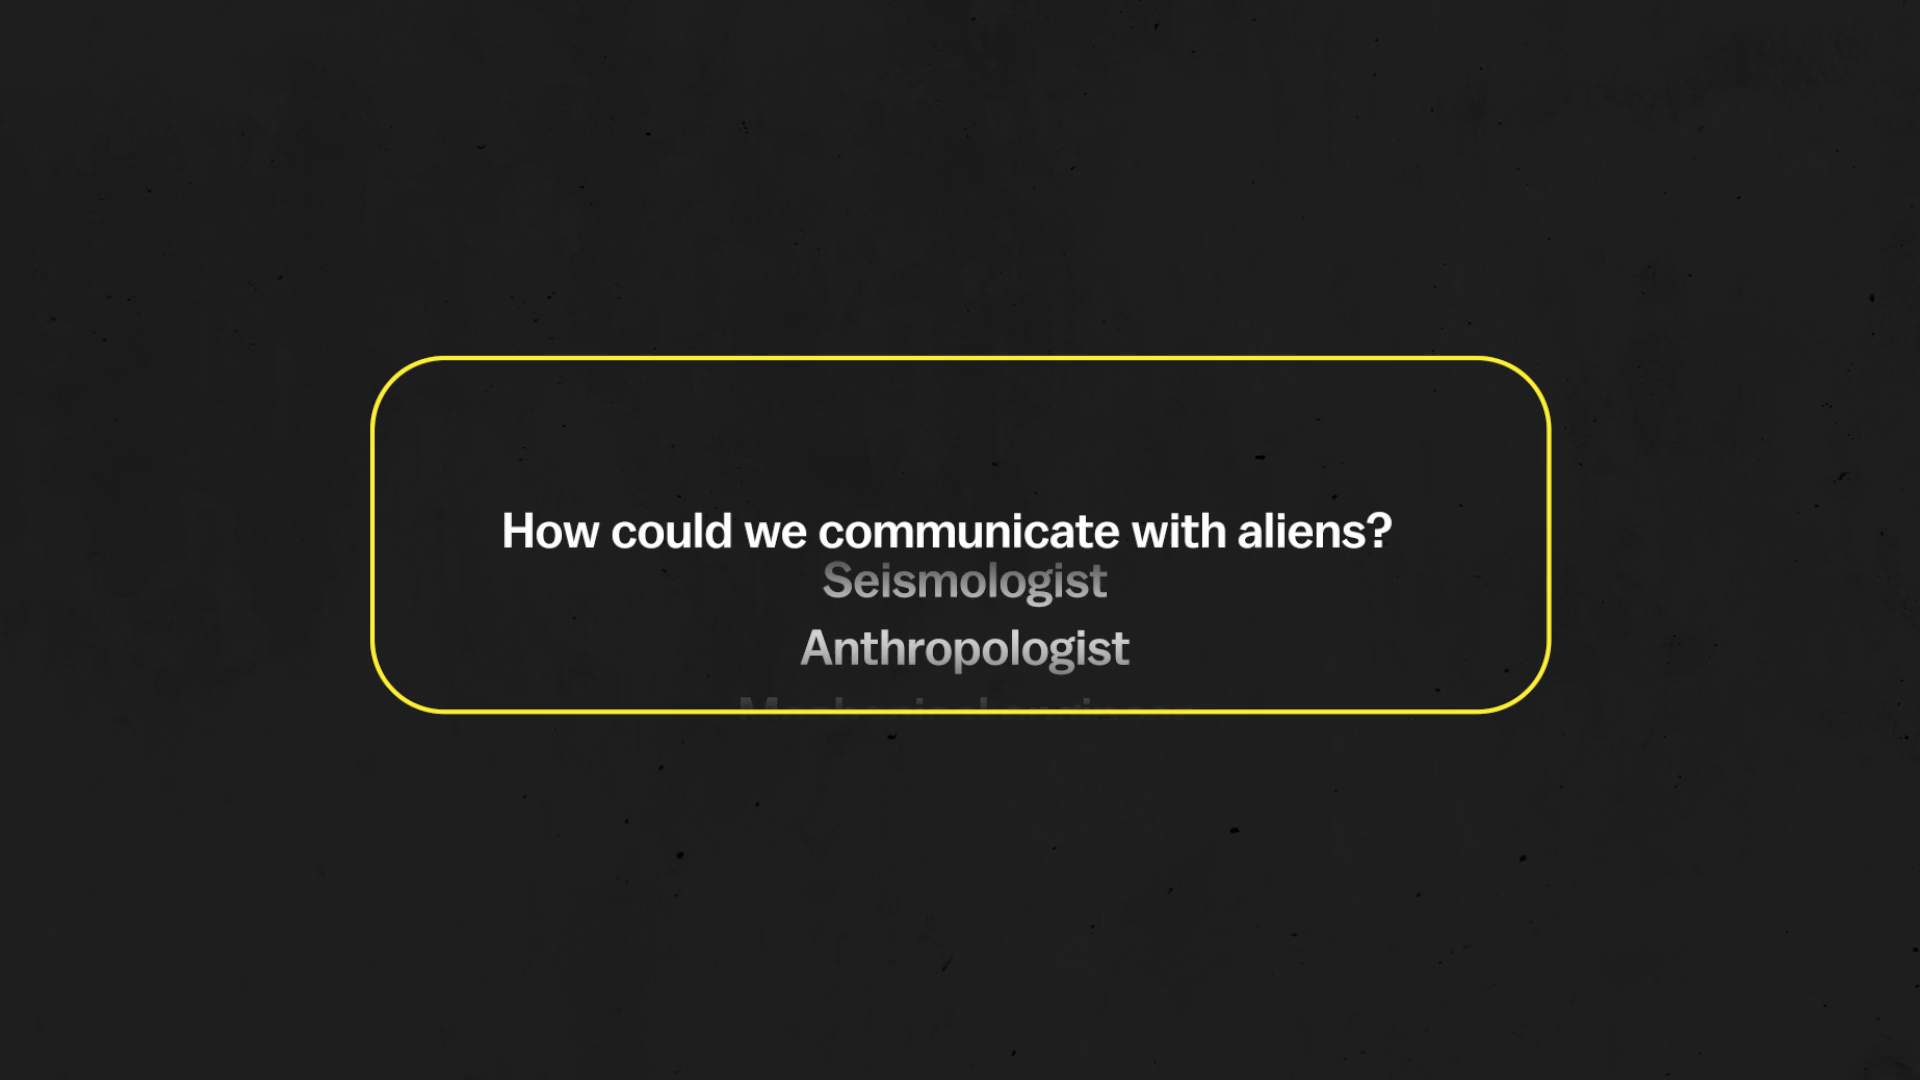 How could we communicate with aliens?
Seismologist
Anthropologist